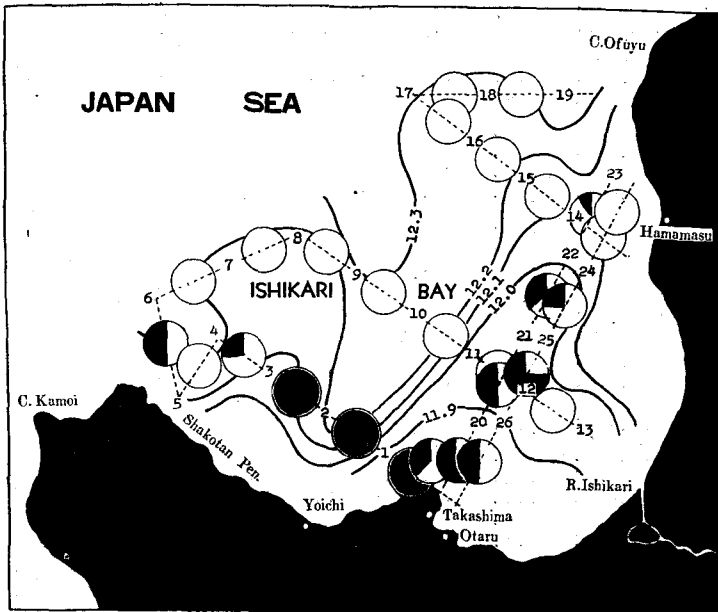 C. Ofuyu
JAPAN SEA
17 18 19
16
15
23
14
Hamamasu
12.3
8
7
9
22
24
12.2
12.1
12.0
ISHIKARI BAY
6
10
21 25
4
11
3
5
2
12
13
C. Kamoi
Shakotan Pen.
11.9
20 26
1
R. Ishikari
Yoichi
Takashima
Otaru